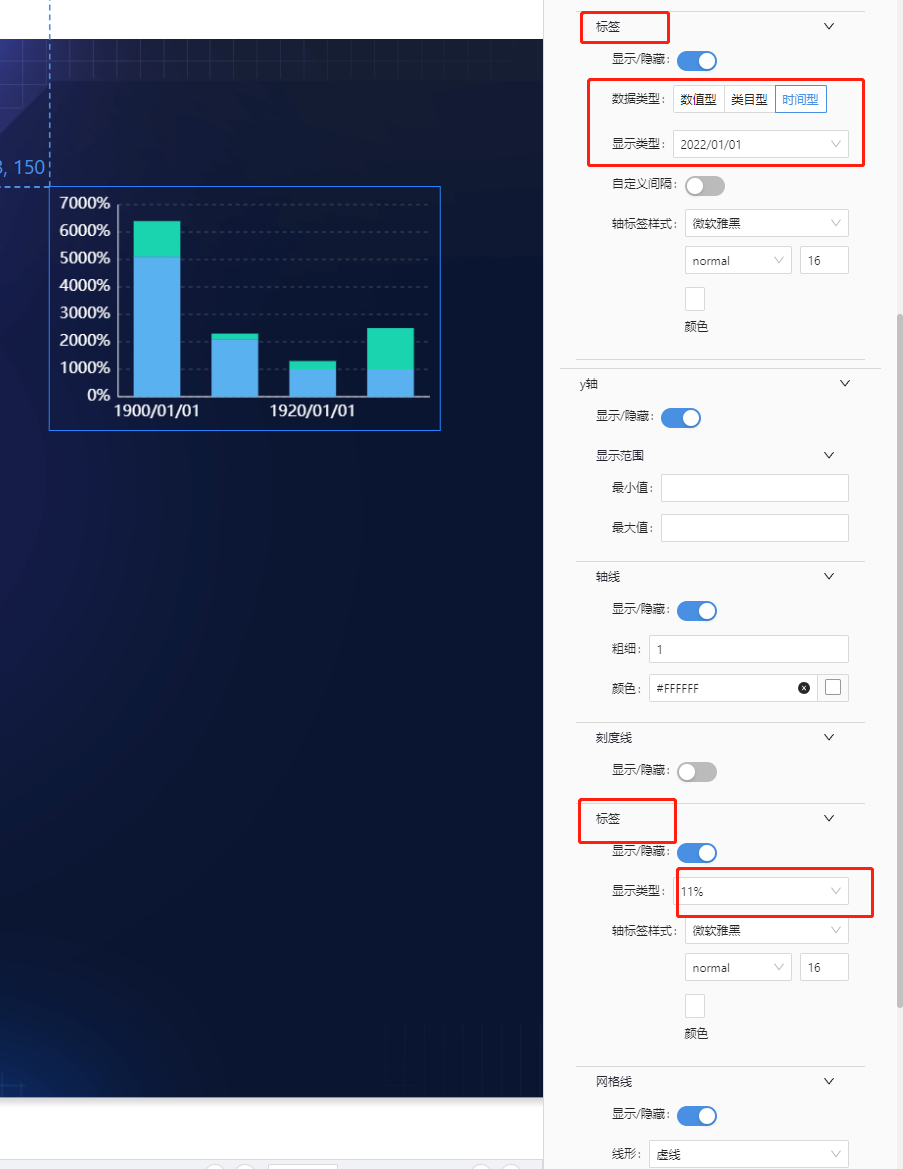 标签
显示/隐藏:
数据类型: 数值型 类目型 时间型
显示类型: 2022/01/01
自定义间隔:
轴标签样式: 微软雅黑
normal 16
颜色
y轴
显示/隐藏:
显示范围
最小值:
最大值:
轴线
显示/隐藏:
粗细: 1
颜色: #FFFFFF
刻度线
显示/隐藏:
标签
显示/隐藏:
显示类型: 11%
轴标签样式: 微软雅黑
normal 16
颜色
网格线
显示/隐藏:
线形: 虚线
, 150
7000%
6000%
5000%
4000%
3000%
2000%
1000%
0%
1900/01/01 1920/01/01